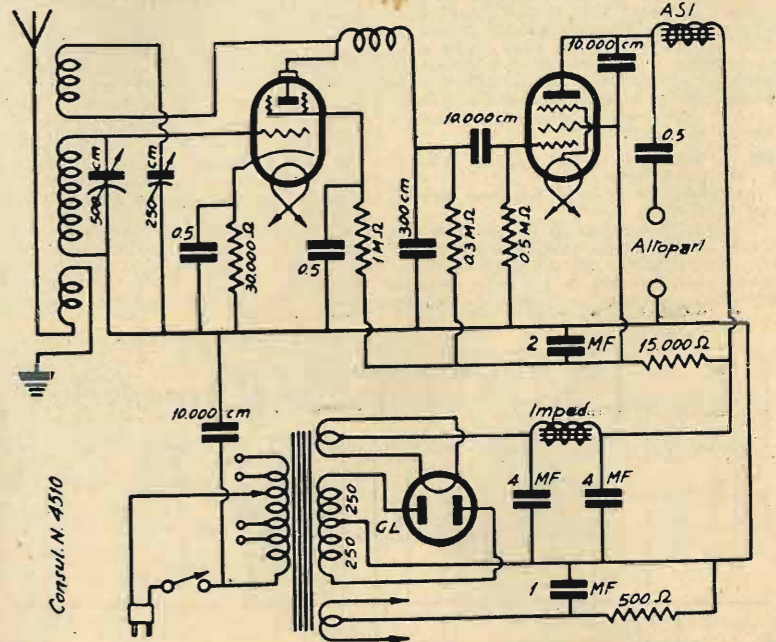 ASI
10.000 cm
10.000 cm
500 cm
250 cm
0.5
30.000 Ω
0.5
1 MΩ
300 cm
0.3 MΩ
0.5 MΩ
0.5
Altoparl
2 MF
15.000 Ω
10.000 cm
Impad.
4 MF
4 MF
250
250
GL
1 MF
500 Ω
Consul. N. 4510